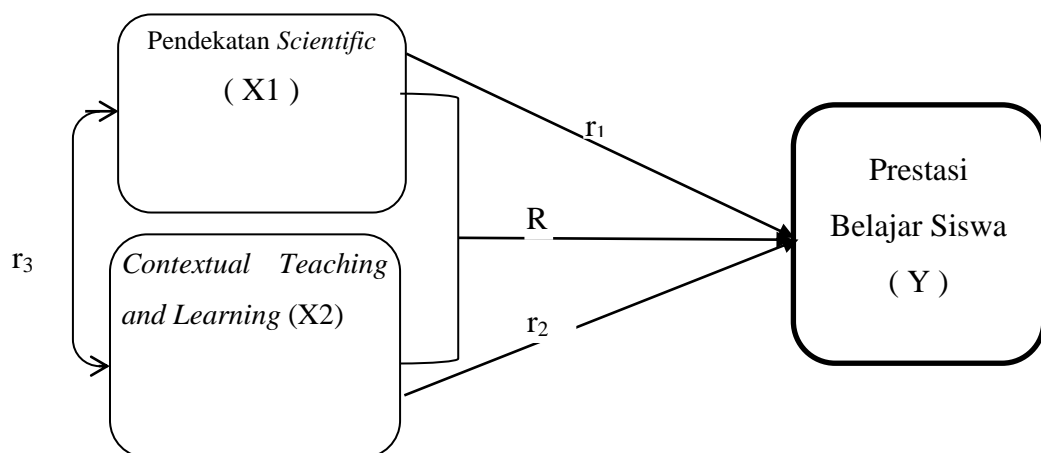 Pendekatan Scientific
( X1 )
r₁
Prestasi
Belajar Siswa
( Y )
R
r₃
Contextual Teaching
and Learning (X2)
r₂